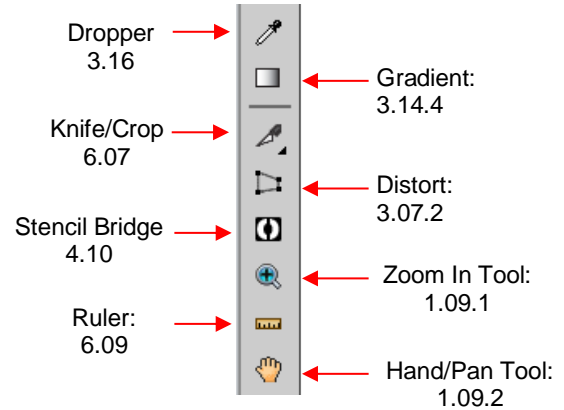 Dropper
3.16
Gradient:
3.14.4
Knife/Crop
6.07
Distort:
3.07.2
Stencil Bridge
4.10
Zoom In Tool:
1.09.1
Ruler:
6.09
Hand/Pan Tool:
1.09.2